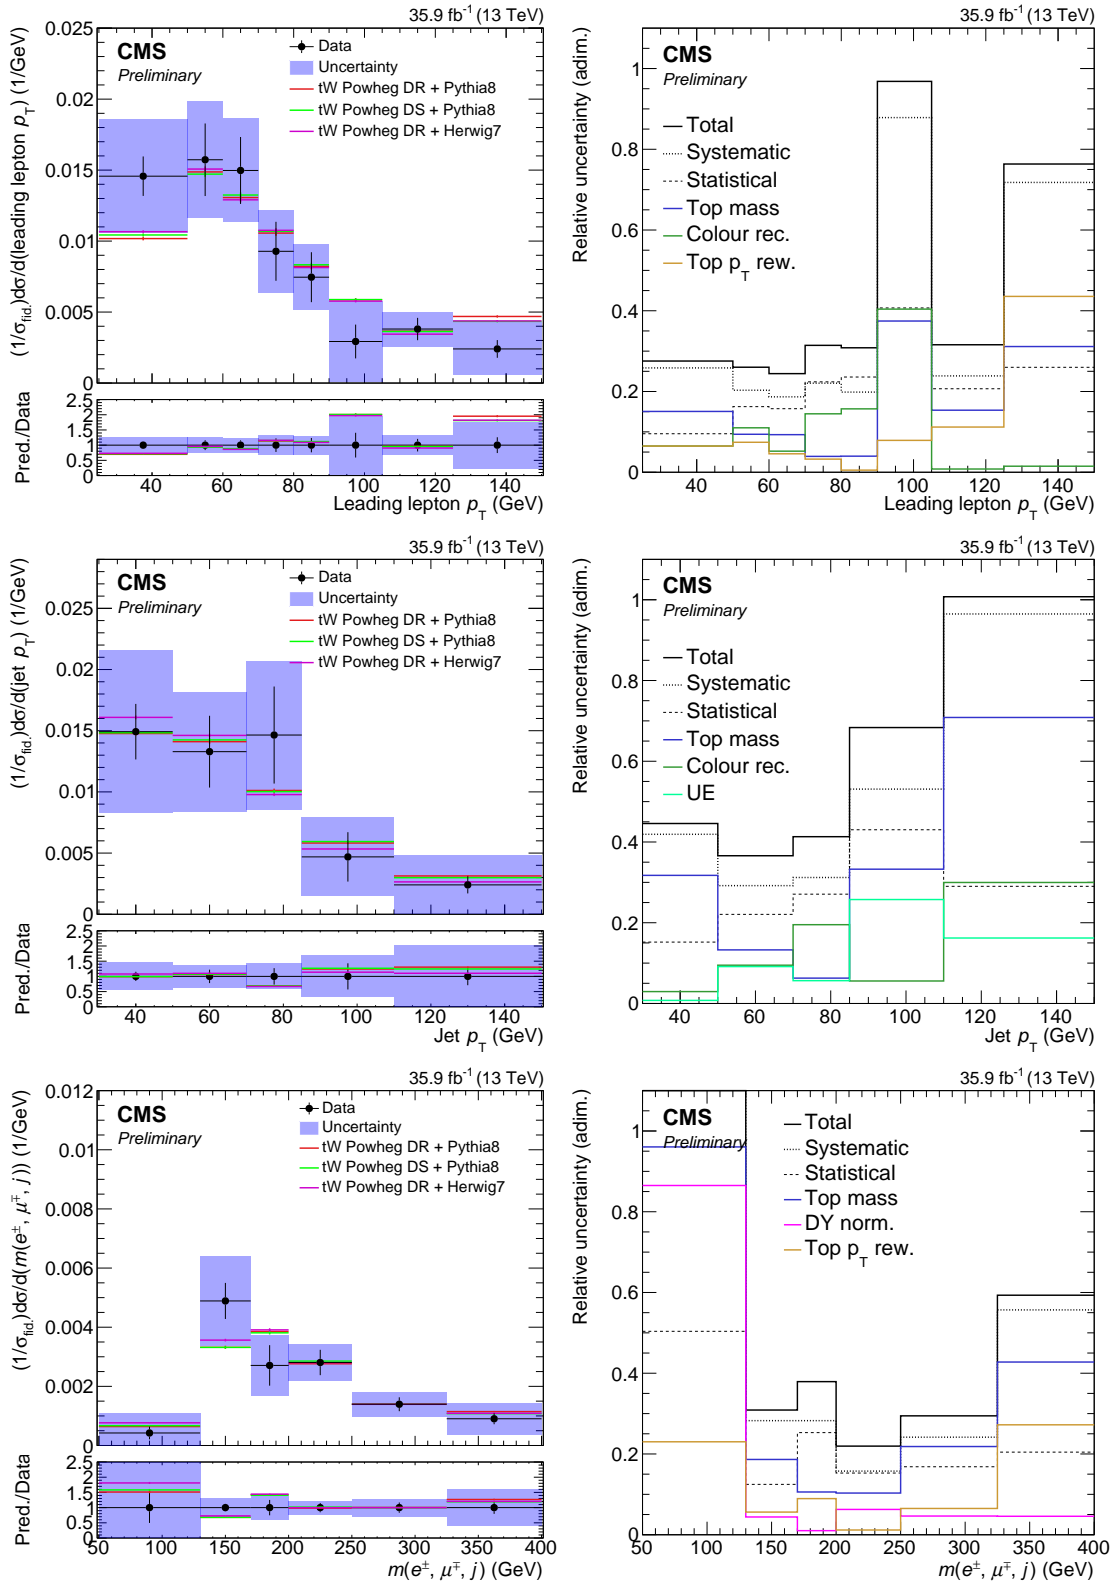 35.9 fb⁻¹ (13 TeV)
(1/σ_fid.)dσ/d(leading lepton p_T) (1/GeV)
0.025
0.02
0.015
0.01
0.005
0
CMS
Preliminary
Data
Uncertainty
tW Powheg DR + Pythia8
tW Powheg DS + Pythia8
tW Powheg DR + Herwig7
Pred./Data
2.5
2
1.5
1
0.5
0
40 60 80 100 120 140
Leading lepton p_T (GeV)
35.9 fb⁻¹ (13 TeV)
Relative uncertainty (adim.)
1
0.8
0.6
0.4
0.2
0
CMS
Preliminary
Total
Systematic
Statistical
Top mass
Colour rec.
Top p_T rew.
40 60 80 100 120 140
Leading lepton p_T (GeV)
35.9 fb⁻¹ (13 TeV)
(1/σ_fid.)dσ/d(jet p_T) (1/GeV)
0.025
0.02
0.015
0.01
0.005
0
CMS
Preliminary
Data
Uncertainty
tW Powheg DR + Pythia8
tW Powheg DS + Pythia8
tW Powheg DR + Herwig7
Pred./Data
2.5
2
1.5
1
0.5
0
40 60 80 100 120 140
Jet p_T (GeV)
35.9 fb⁻¹ (13 TeV)
Relative uncertainty (adim.)
1
0.8
0.6
0.4
0.2
0
CMS
Preliminary
Total
Systematic
Statistical
Top mass
Colour rec.
UE
40 60 80 100 120 140
Jet p_T (GeV)
35.9 fb⁻¹ (13 TeV)
(1/σ_fid.)dσ/d(m(e±, μ∓, j)) (1/GeV)
0.012
0.01
0.008
0.006
0.004
0.002
0
CMS
Preliminary
Data
Uncertainty
tW Powheg DR + Pythia8
tW Powheg DS + Pythia8
tW Powheg DR + Herwig7
Pred./Data
2.5
2
1.5
1
0.5
0
50 100 150 200 250 300 350 400
m(e±, μ∓, j) (GeV)
35.9 fb⁻¹ (13 TeV)
Relative uncertainty (adim.)
1
0.8
0.6
0.4
0.2
0
CMS
Preliminary
Total
Systematic
Statistical
Top mass
DY norm.
Top p_T rew.
50 100 150 200 250 300 350 400
m(e±, μ∓, j) (GeV)